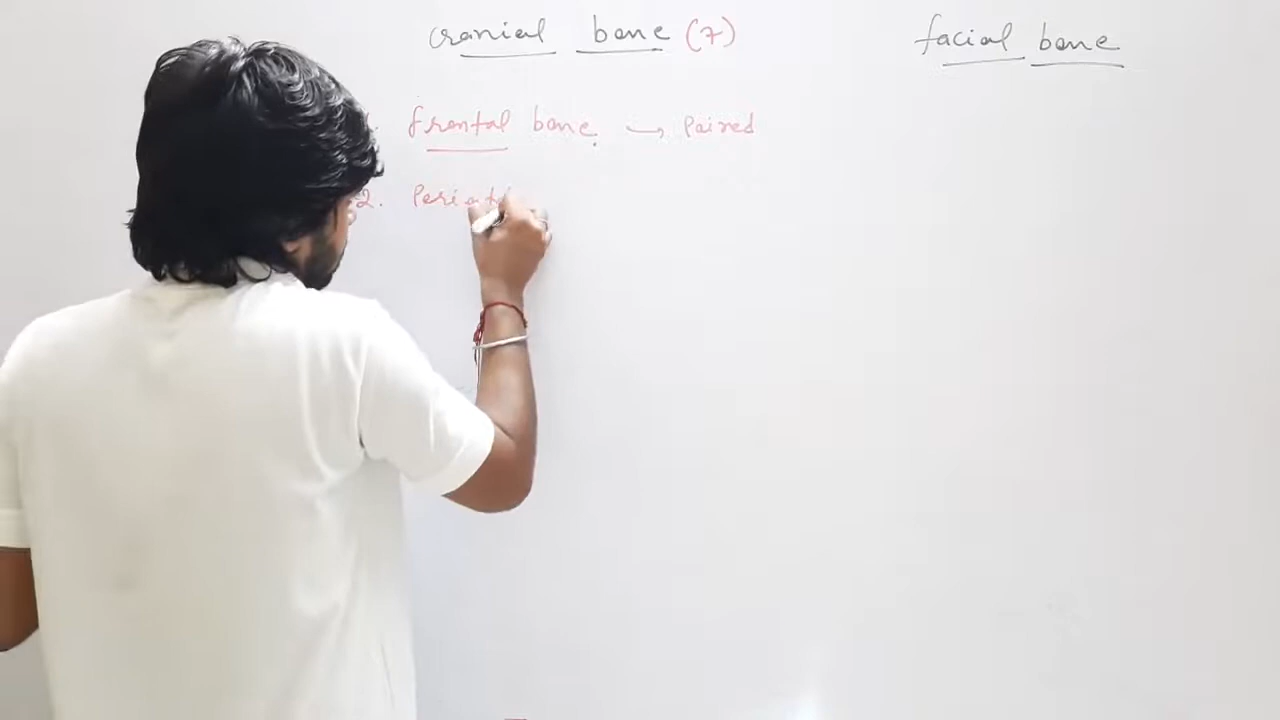 cranial bone (7)
facial bone
frontal bone. → Paired
2. Periat